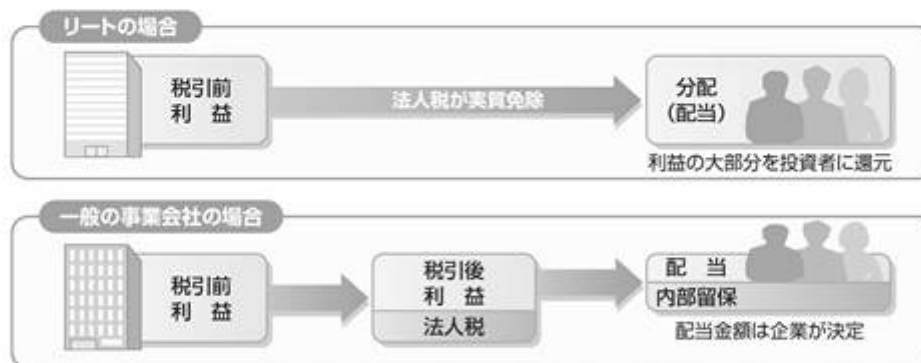 リートの場合
税引前
利　益
法人税が実質免除
分配
(配当)
利益の大部分を投資者に還元
一般の事業会社の場合
税引前
利　益
税引後
利　益
法人税
配　当
内部留保
配当金額は企業が決定